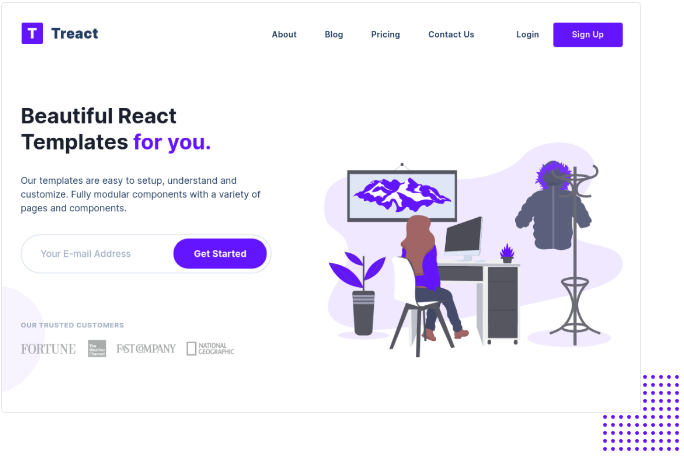 T Treact
About Blog Pricing Contact Us Login Sign Up
Beautiful React
Templates for you.
Our templates are easy to setup, understand and
customize. Fully modular components with a variety of
pages and components.
Your E-mail Address Get Started
OUR TRUSTED CUSTOMERS
FORTUNE
The
Weather
Channel
FAST COMPANY
NATIONAL
GEOGRAPHIC